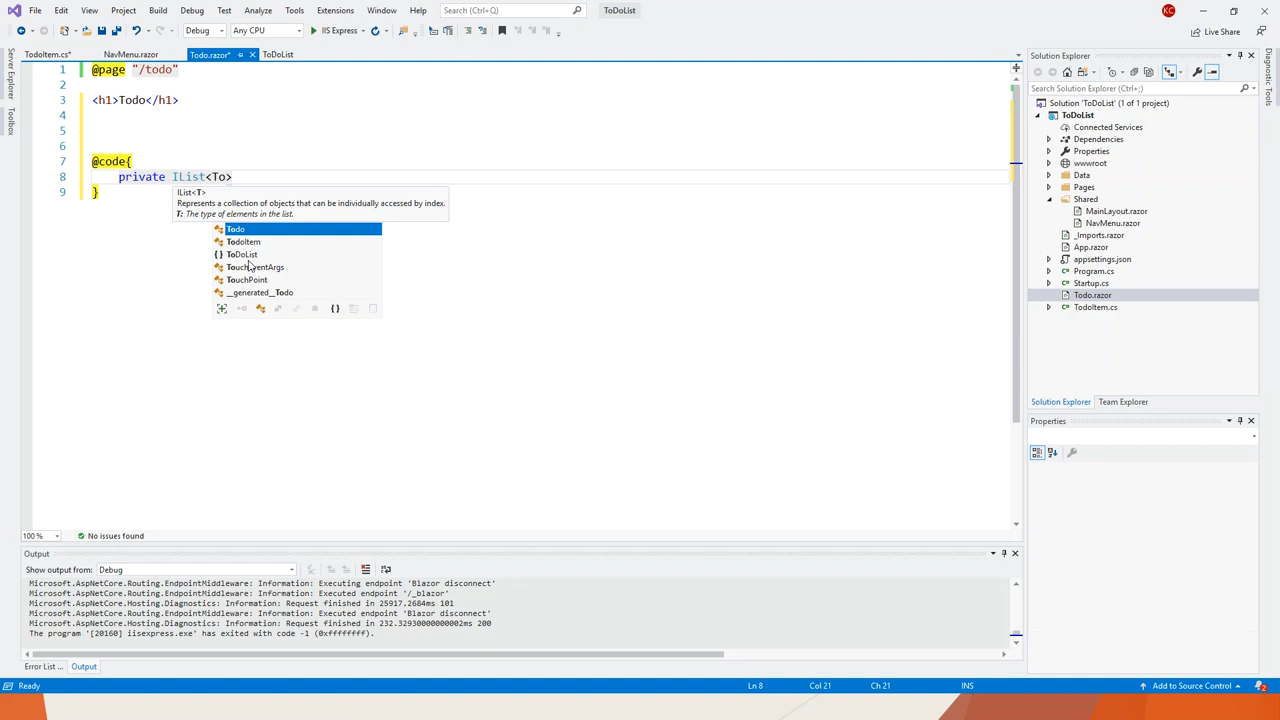 File Edit View Project Build Debug Test Analyze Tools Extensions Window Help Search (Ctrl+Q) ToDoList KC
Debug Any CPU IIS Express Live Share
TodoItem.cs* NavMenu.razor Todo.razor* ToDoList
Server Explorer
Toolbox
1 @page "/todo"
2
3 <h1>Todo</h1>
4
5
6
7 @code{
8 private IList<To>
9 }
IList<T>
Represents a collection of objects that can be individually accessed by index.
T: The type of elements in the list.
Todo
TodoItem
{ } ToDoList
TouchEventArgs
TouchPoint
__generated__Todo
100 % No issues found
Output
Show output from: Debug
Microsoft.AspNetCore.Routing.EndpointMiddleware: Information: Executing endpoint 'Blazor disconnect'
Microsoft.AspNetCore.Routing.EndpointMiddleware: Information: Executed endpoint '/_blazor'
Microsoft.AspNetCore.Hosting.Diagnostics: Information: Request finished in 25917.2684ms 101
Microsoft.AspNetCore.Routing.EndpointMiddleware: Information: Executed endpoint 'Blazor disconnect'
Microsoft.AspNetCore.Hosting.Diagnostics: Information: Request finished in 232.32930000000002ms 200
The program '[20160] iisexpress.exe' has exited with code -1 (0xffffffff).
Error List ... Output
Solution Explorer
Search Solution Explorer (Ctrl+;)
Solution 'ToDoList' (1 of 1 project)
ToDoList
Connected Services
Dependencies
Properties
wwwroot
Data
Pages
Shared
MainLayout.razor
NavMenu.razor
_Imports.razor
App.razor
appsettings.json
Program.cs
Startup.cs
Todo.razor
TodoItem.cs
Solution Explorer Team Explorer
Properties
Diagnostic Tools
Ready Ln 8 Col 21 Ch 21 INS Add to Source Control 2